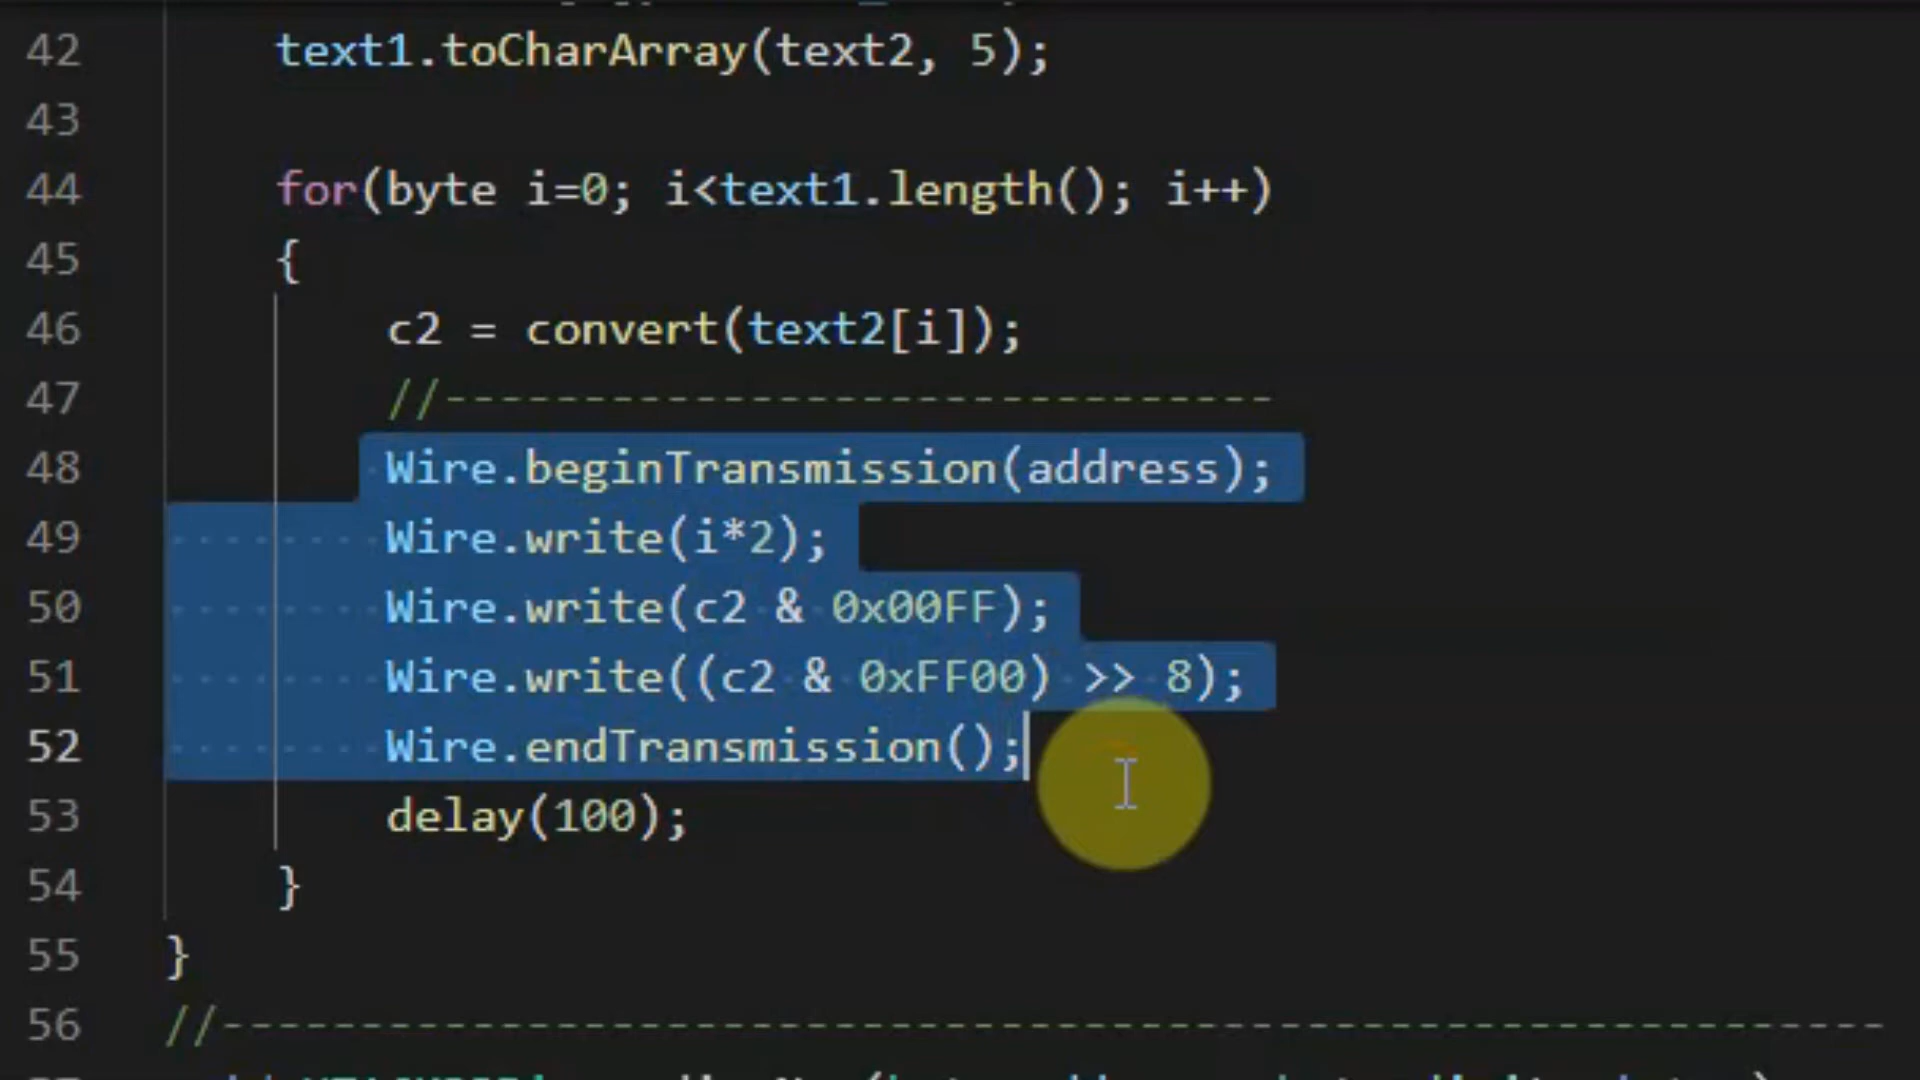 42 text1.toCharArray(text2, 5);
43
44 for(byte i=0; i<text1.length(); i++)
45 {
46 c2 = convert(text2[i]);
47 //------------------------------
48 Wire.beginTransmission(address);
49 Wire.write(i*2);
50 Wire.write(c2 & 0x00FF);
51 Wire.write((c2 & 0xFF00) >> 8);
52 Wire.endTransmission();
53 delay(100);
54 }
55 }
56 //------------------------------------------------------------